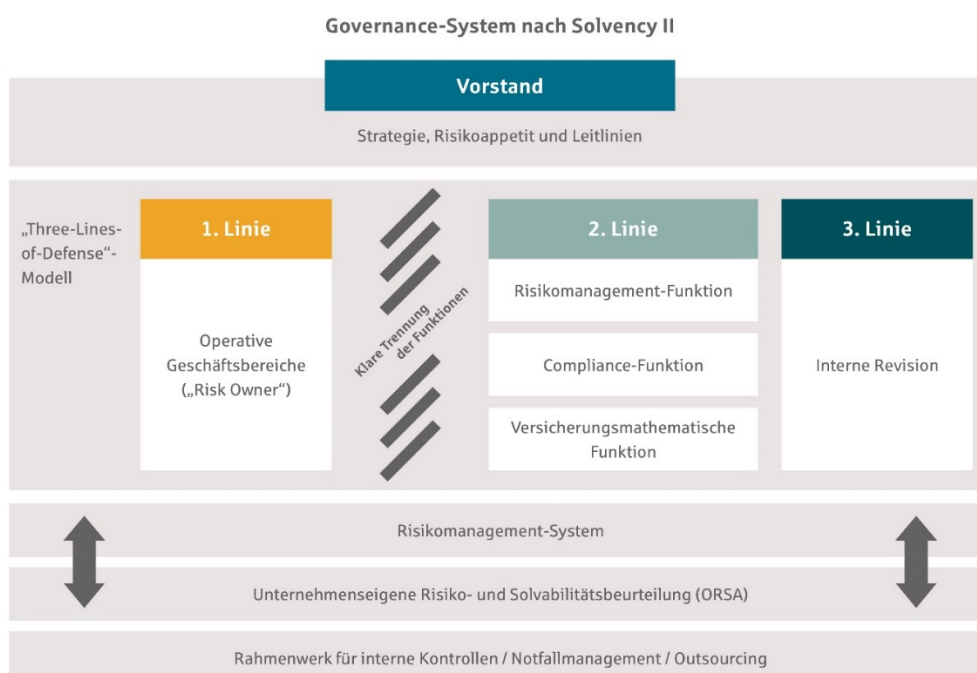 Governance-System nach Solvency II
Vorstand
Strategie, Risikoappetit und Leitlinien
„Three-Lines-
of-Defense“-
Modell
1. Linie
Operative
Geschäftsbereiche
(„Risk Owner“)
Klare Trennung
der Funktionen
2. Linie
Risikomanagement-Funktion
Compliance-Funktion
Versicherungsmathematische
Funktion
3. Linie
Interne Revision
Risikomanagement-System
Unternehmenseigene Risiko- und Solvabilitätsbeurteilung (ORSA)
Rahmenwerk für interne Kontrollen / Notfallmanagement / Outsourcing